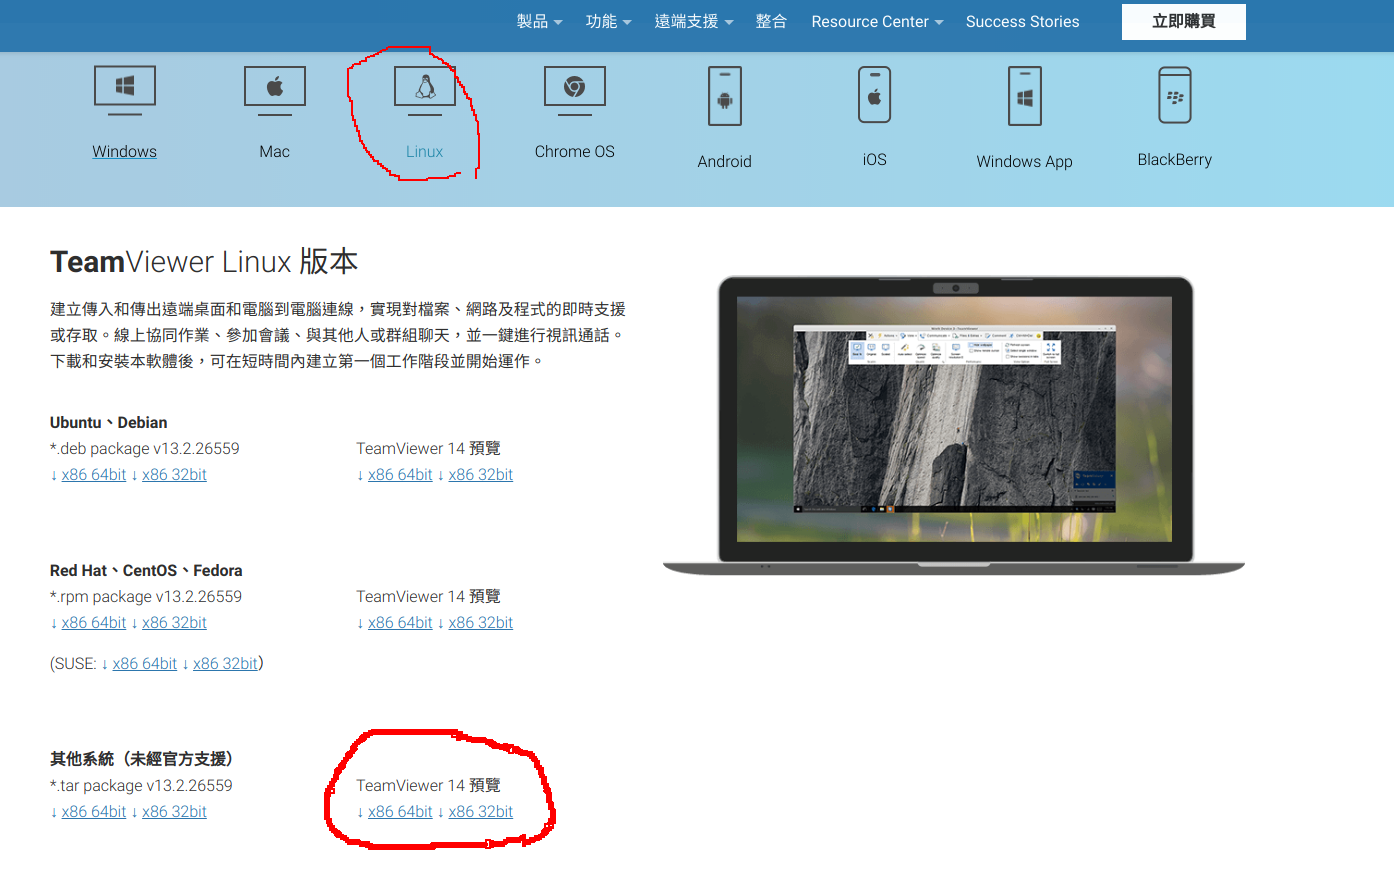 製品 功能 遠端支援 整合 Resource Center Success Stories 立即購買
Windows Mac Linux Chrome OS Android iOS Windows App BlackBerry
TeamViewer Linux 版本
建立傳入和傳出遠端桌面和電腦到電腦連線，實現對檔案、網路及程式的即時支援
或存取。線上協同作業、參加會議、與其他人或群組聊天，並一鍵進行視訊通話。
下載和安裝本軟體後，可在短時間內建立第一個工作階段並開始運作。
Ubuntu、Debian
*.deb package v13.2.26559 TeamViewer 14 預覽
↓ x86 64bit ↓ x86 32bit ↓ x86 64bit ↓ x86 32bit
Red Hat、CentOS、Fedora
*.rpm package v13.2.26559 TeamViewer 14 預覽
↓ x86 64bit ↓ x86 32bit ↓ x86 64bit ↓ x86 32bit
(SUSE: ↓ x86 64bit ↓ x86 32bit）
其他系統（未經官方支援）
*.tar package v13.2.26559 TeamViewer 14 預覽
↓ x86 64bit ↓ x86 32bit ↓ x86 64bit ↓ x86 32bit